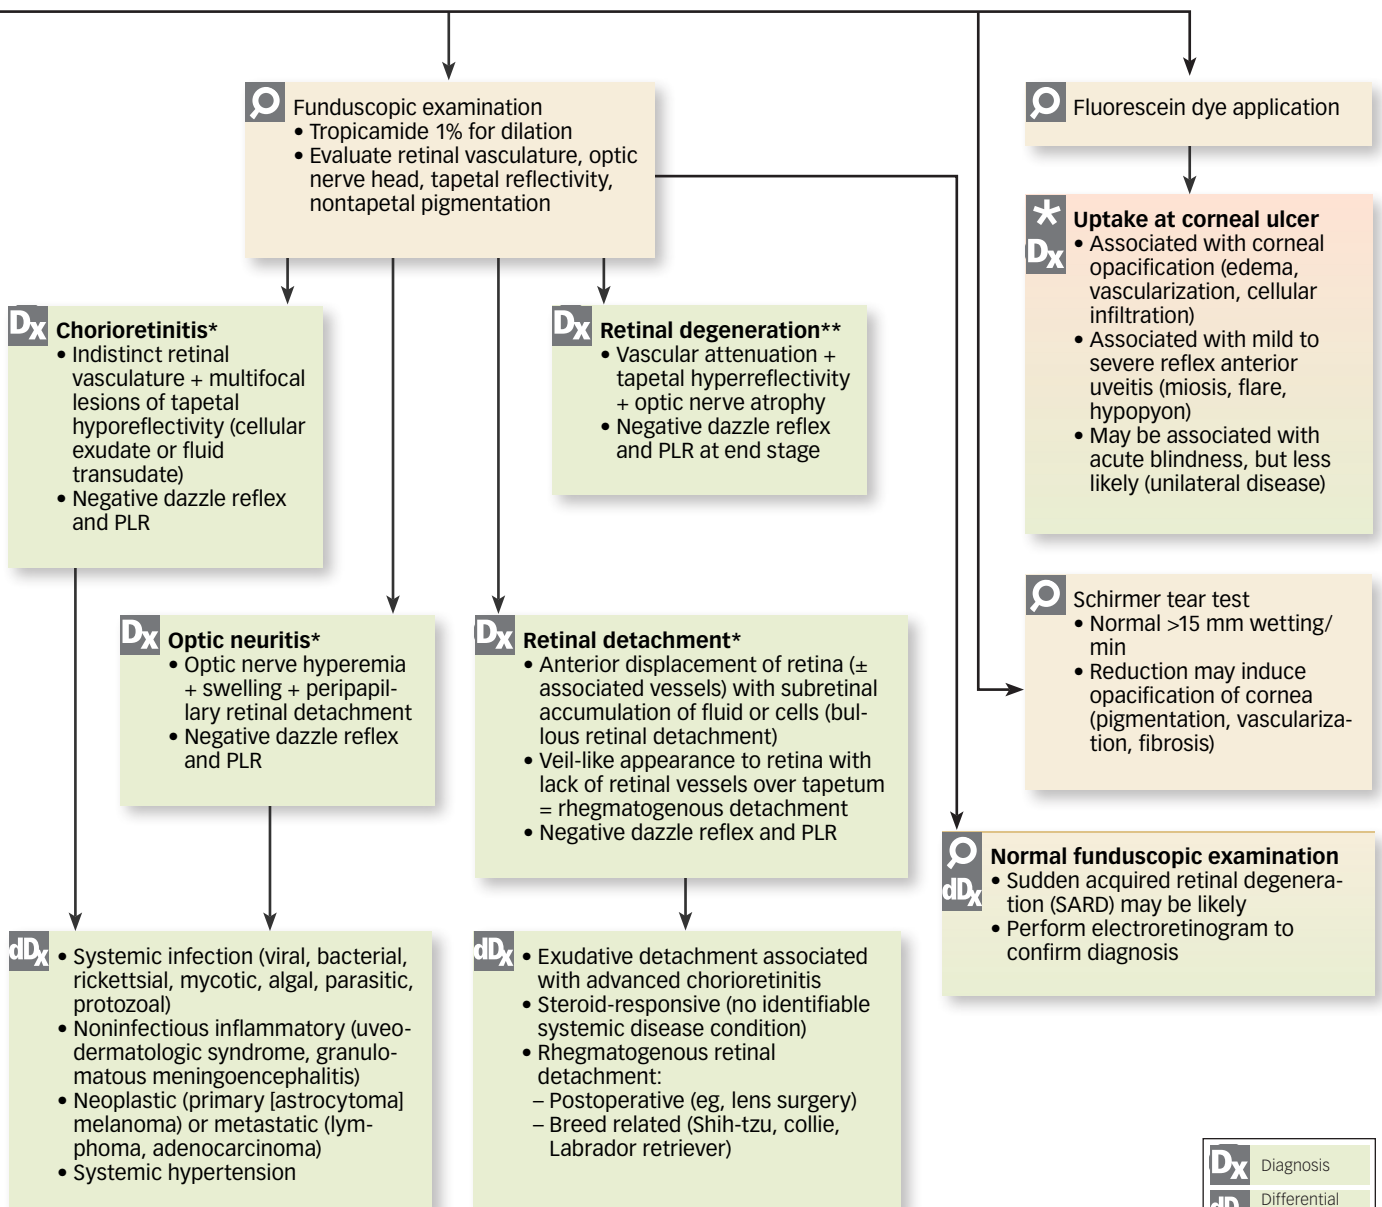 Funduscopic examination
• Tropicamide 1% for dilation
• Evaluate retinal vasculature, optic
nerve head, tapetal reflectivity,
nontapetal pigmentation
Fluorescein dye application
*
Dx
Uptake at corneal ulcer
• Associated with corneal
opacification (edema,
vascularization, cellular
infiltration)
• Associated with mild to
severe reflex anterior
uveitis (miosis, flare,
hypopyon)
• May be associated with
acute blindness, but less
likely (unilateral disease)
Dx
Chorioretinitis*
• Indistinct retinal
vasculature + multifocal
lesions of tapetal
hyporeflectivity (cellular
exudate or fluid
transudate)
• Negative dazzle reflex
and PLR
Dx
Retinal degeneration**
• Vascular attenuation +
tapetal hyperreflectivity
+ optic nerve atrophy
• Negative dazzle reflex
and PLR at end stage
Schirmer tear test
• Normal >15 mm wetting/
min
• Reduction may induce
opacification of cornea
(pigmentation, vasculariza-
tion, fibrosis)
Dx
Optic neuritis*
• Optic nerve hyperemia
+ swelling + peripapil-
lary retinal detachment
• Negative dazzle reflex
and PLR
Dx
Retinal detachment*
• Anterior displacement of retina (±
associated vessels) with subretinal
accumulation of fluid or cells (bul-
lous retinal detachment)
• Veil-like appearance to retina with
lack of retinal vessels over tapetum
= rhegmatogenous detachment
• Negative dazzle reflex and PLR
dDx
Normal funduscopic examination
• Sudden acquired retinal degenera-
tion (SARD) may be likely
• Perform electroretinogram to
confirm diagnosis
dDx
• Systemic infection (viral, bacterial,
rickettsial, mycotic, algal, parasitic,
protozoal)
• Noninfectious inflammatory (uveo-
dermatologic syndrome, granulo-
matous meningoencephalitis)
• Neoplastic (primary [astrocytoma]
melanoma) or metastatic (lym-
phoma, adenocarcinoma)
• Systemic hypertension
dDx
• Exudative detachment associated
with advanced chorioretinitis
• Steroid-responsive (no identifiable
systemic disease condition)
• Rhegmatogenous retinal
detachment:
– Postoperative (eg, lens surgery)
– Breed related (Shih-tzu, collie,
Labrador retriever)
Dx
Diagnosis
Differential